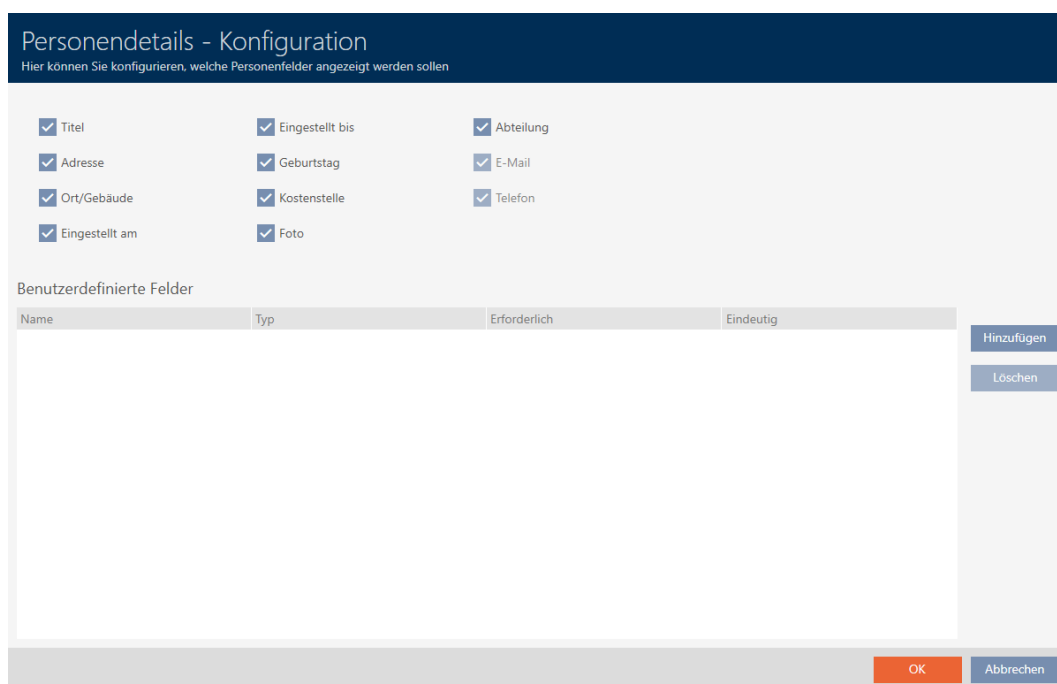 Personendetails - Konfiguration
Hier können Sie konfigurieren, welche Personenfelder angezeigt werden sollen
Titel
Eingestellt bis
Abteilung
Adresse
Geburtstag
E-Mail
Ort/Gebäude
Kostenstelle
Telefon
Eingestellt am
Foto
Benutzerdefinierte Felder
Name
Typ
Erforderlich
Eindeutig
Hinzufügen
Löschen
OK
Abbrechen